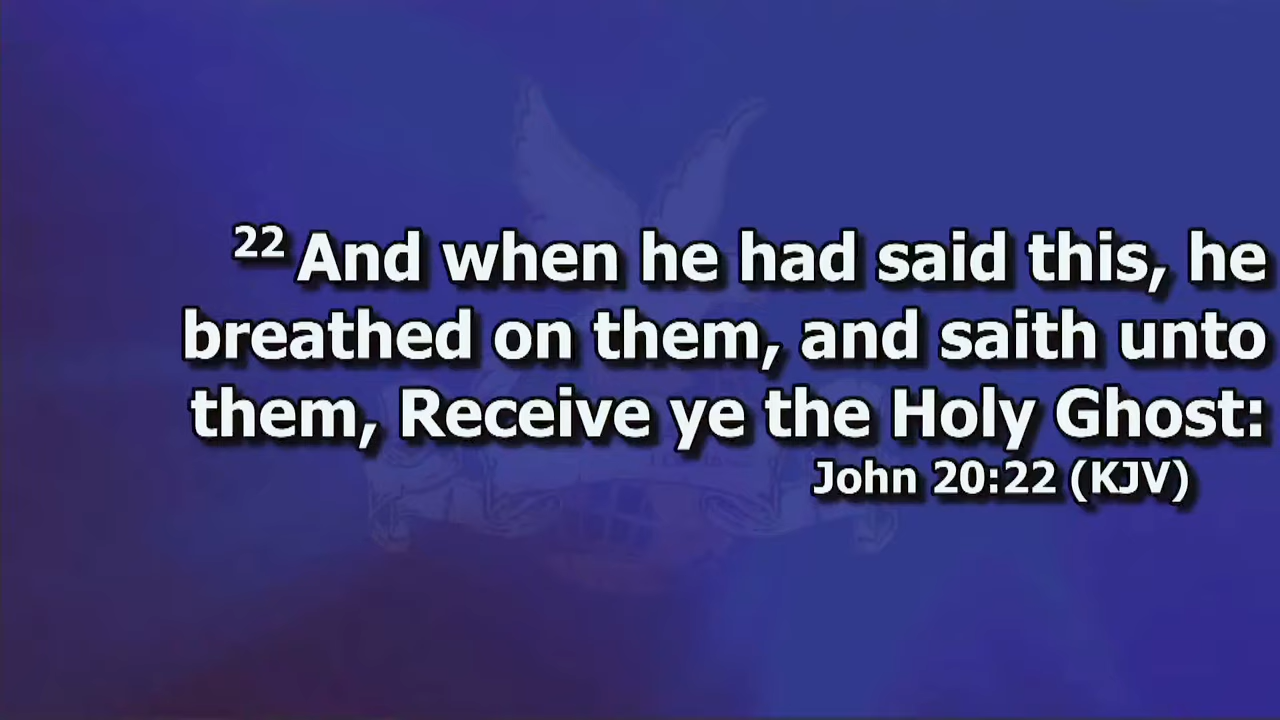 22 And when he had said this, he
breathed on them, and saith unto
them, Receive ye the Holy Ghost:
John 20:22 (KJV)